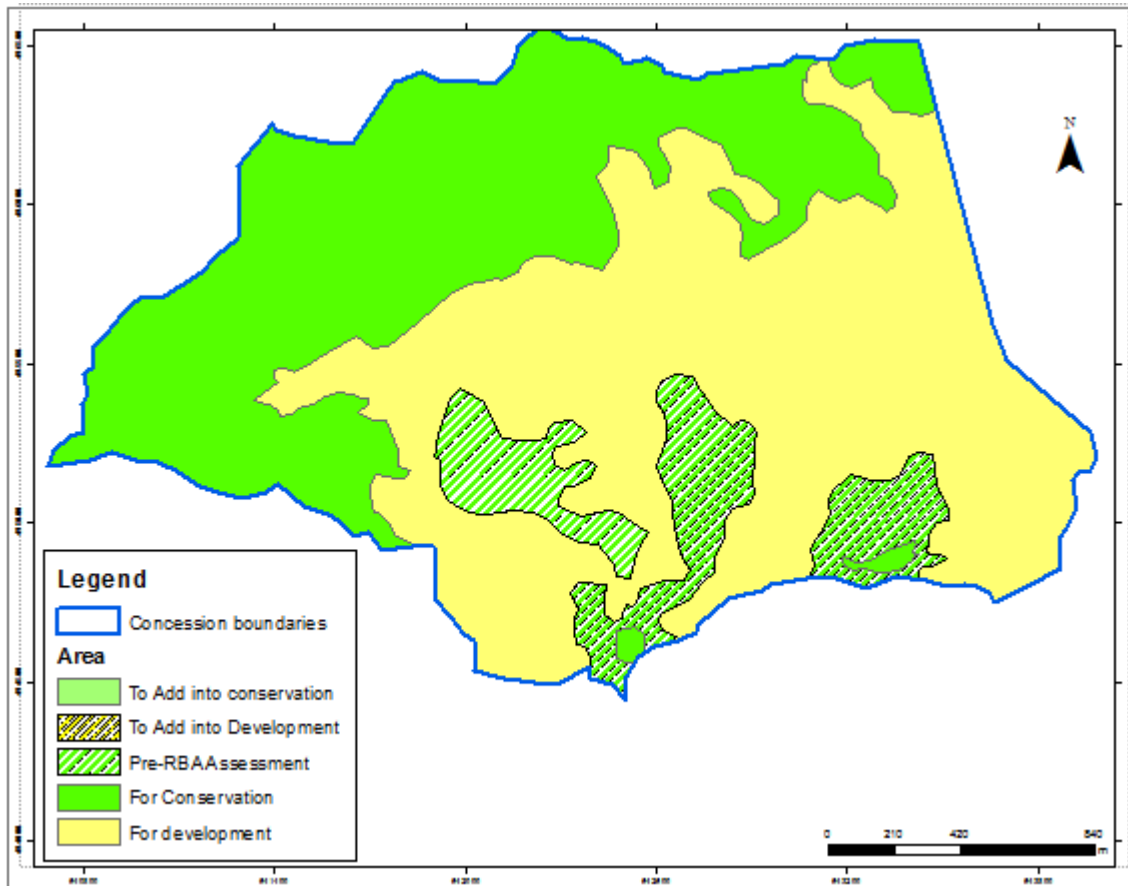 N
Legend
Concession boundaries
Area
To Add into conservation
To Add into Development
Pre-RBAAssessment
For Conservation
For development
0 210 420 840
m